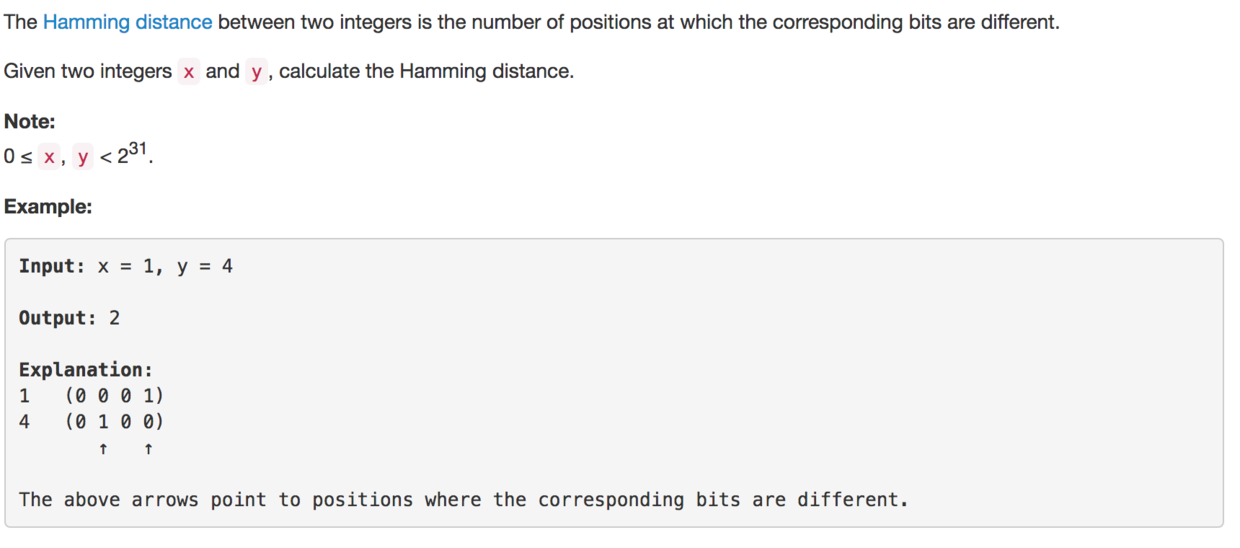 The Hamming distance between two integers is the number of positions at which the corresponding bits are different.
Given two integers x and y, calculate the Hamming distance.
Note:
0 ≤ x, y < 2³¹.
Example:
Input: x = 1, y = 4
Output: 2
Explanation:
1   (0 0 0 1)
4   (0 1 0 0)
       ↑   ↑
The above arrows point to positions where the corresponding bits are different.